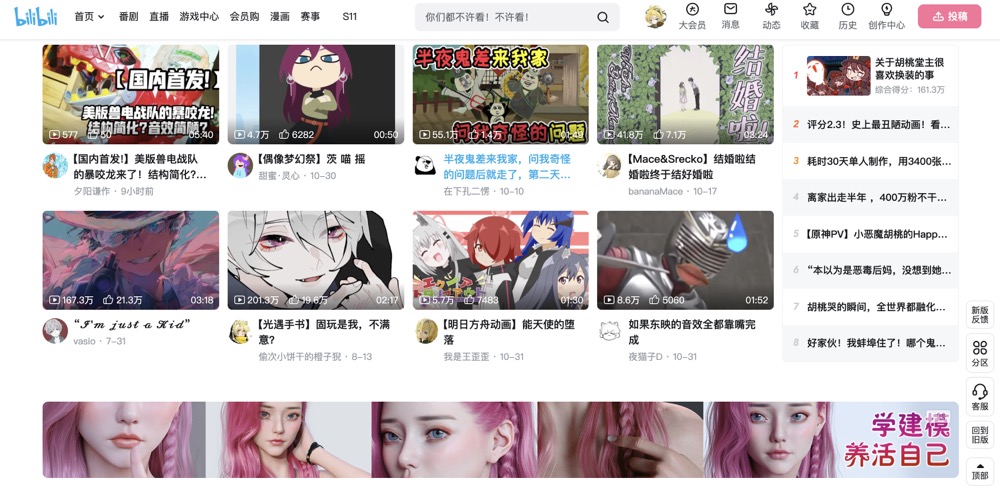 bilibili
首页 番剧 直播 游戏中心 会员购 漫画 赛事 S11
你们都不许看！不许看！
大会员 消息 动态 收藏 历史 创作中心 投稿
【国内首发!】
美版兽电战队的暴咬龙!
结构简化?音效简陋?
577 50 05:40
【国内首发!】美版兽电战队的暴咬龙来了！结构简化?…
夕阳谦作 · 9小时前
4.7万 6282 00:50
【偶像梦幻祭】茨 喵 摇
甜蜜·灵心 · 10-30
半夜鬼差来我家
问我奇怪的问题
55.1万 1.4万 01:49
半夜鬼差来我家，问我奇怪的问题后就走了，第二天…
在下孔二愣 · 10-10
结婚啦
41.8万 7.1万 03:24
【Mace&Srecko】结婚啦结婚啦终于结婚啦
bananaMace · 10-17
167.3万 21.3万 03:18
“𝓘'𝓶 𝓳𝓾𝓼𝓽 𝓪 𝓚𝓲𝓭”
vasio · 7-31
201.3万 19.6万 02:17
【光遇手书】固玩是我，不满意？
偷次小饼干的橙子猊 · 8-13
5.7万 7483 01:30
【明日方舟动画】能天使的堕落
我是王歪歪 · 10-31
8.6万 5060 01:52
如果东映的音效全都靠嘴完成
夜猫子D · 10-31
1 关于胡桃堂主很喜欢换装的事
综合得分：161.3万
2 评分2.3！史上最丑陋动画！看…
3 耗时30天单人制作，用3400张…
4 离家出走半年 ，400万粉不干…
5 【原神PV】小恶魔胡桃的Happ…
6 “本以为是恶毒后妈，没想到她…
7 胡桃哭的瞬间，全世界都融化…
8 好家伙！我蚌埠住了！哪个鬼…
新版
反馈
分区
客服
回到
旧版
顶部
学建模
养活自己